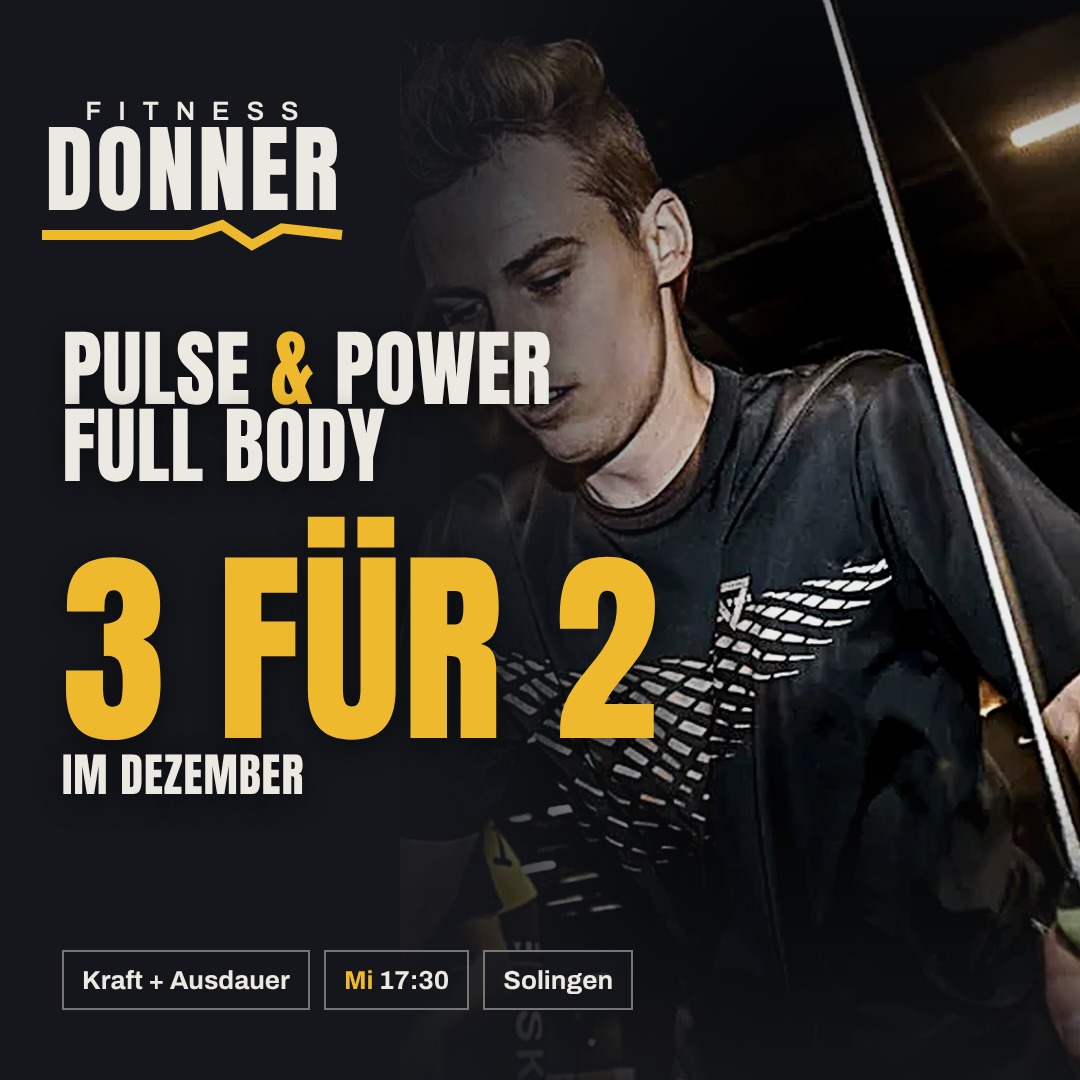 FITNESS
DONNER
PULSE & POWER
FULL BODY
3 FÜR 2
IM DEZEMBER
Kraft + Ausdauer
Mi 17:30
Solingen